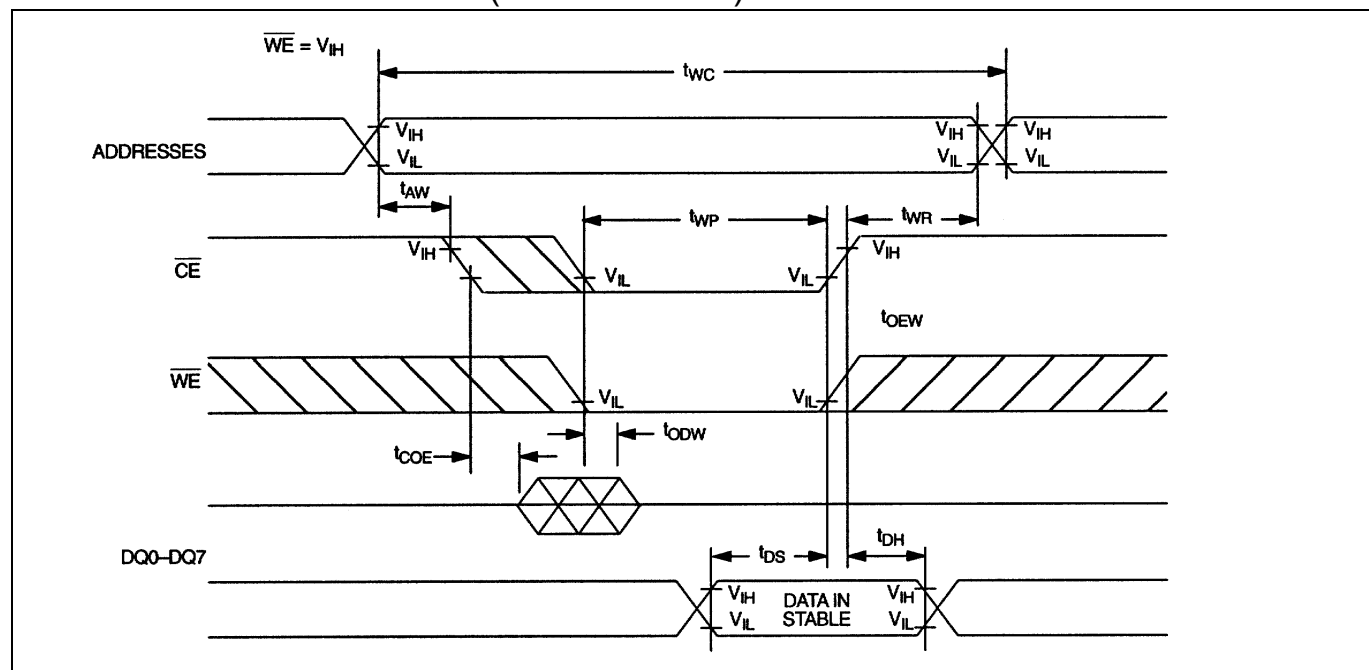 WE = VIH
tWC
VIH
VIH
VIH
ADDRESSES
VIL
VIL
VIL
tAW
tWP
tWR
VIH
VIH
CE
VIL
VIL
tOEW
WE
VIL
VIL
tODW
tCOE
DQ0–DQ7
tDS
tDH
VIH
DATA IN
VIH
VIL
STABLE
VIL